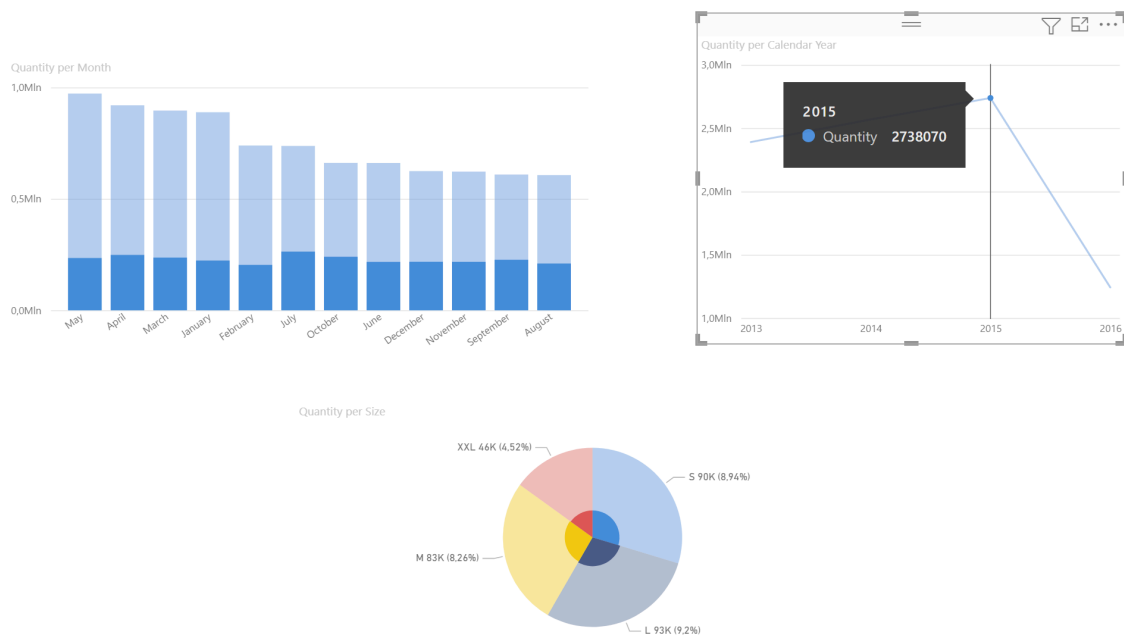 Quantity per Month
1,0Mln
0,5Mln
0,0Mln
May
April
March
January
February
July
October
June
December
November
September
August
Quantity per Calendar Year
3,0Mln
2,5Mln
2,0Mln
1,5Mln
1,0Mln
2015
Quantity 2738070
2013 2014 2015 2016
Quantity per Size
XXL 46K (4,52%)
S 90K (8,94%)
M 83K (8,26%)
L 93K (9,2%)